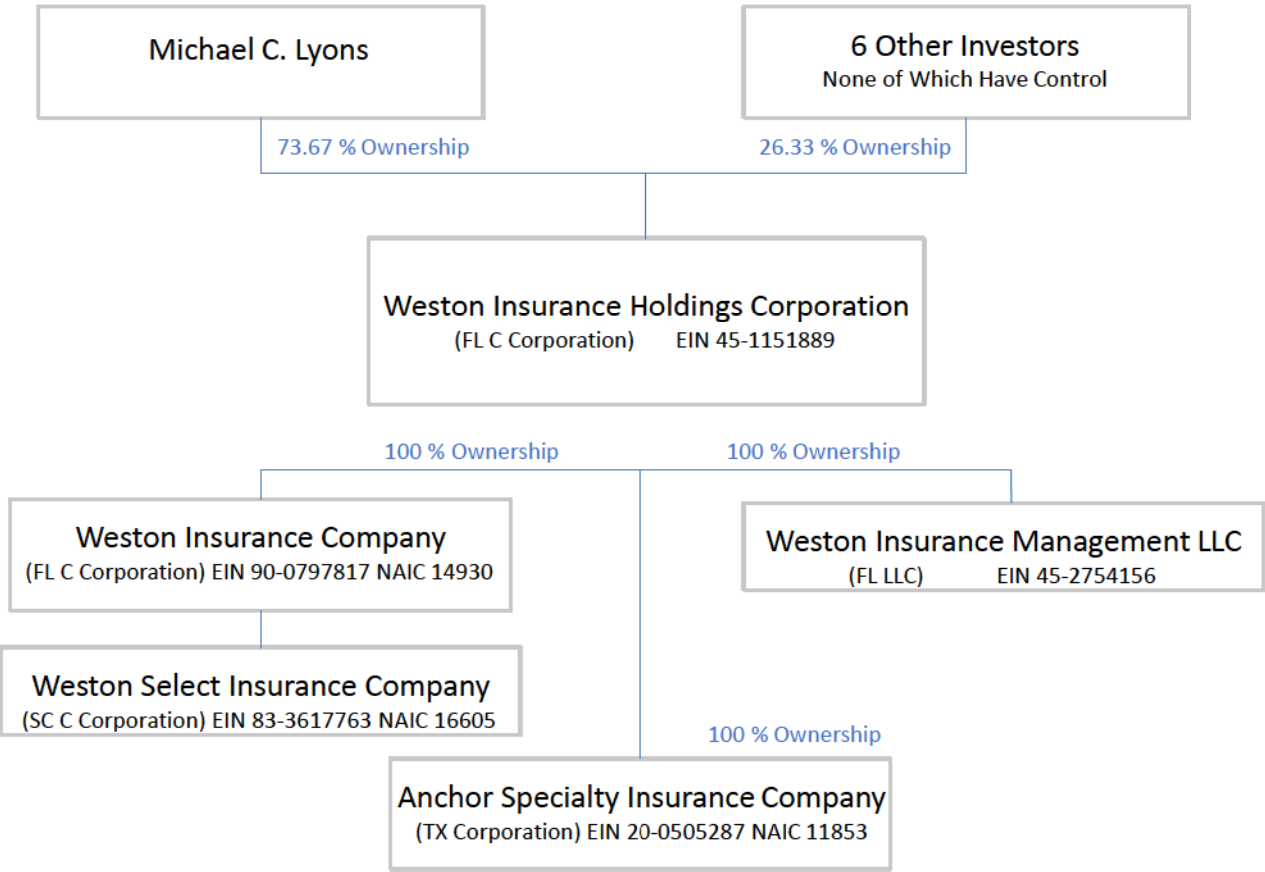 Michael C. Lyons
6 Other Investors
None of Which Have Control
73.67 % Ownership
26.33 % Ownership
Weston Insurance Holdings Corporation
(FL C Corporation) EIN 45-1151889
100 % Ownership
100 % Ownership
Weston Insurance Company
(FL C Corporation) EIN 90-0797817 NAIC 14930
Weston Insurance Management LLC
(FL LLC) EIN 45-2754156
Weston Select Insurance Company
(SC C Corporation) EIN 83-3617763 NAIC 16605
100 % Ownership
Anchor Specialty Insurance Company
(TX Corporation) EIN 20-0505287 NAIC 11853